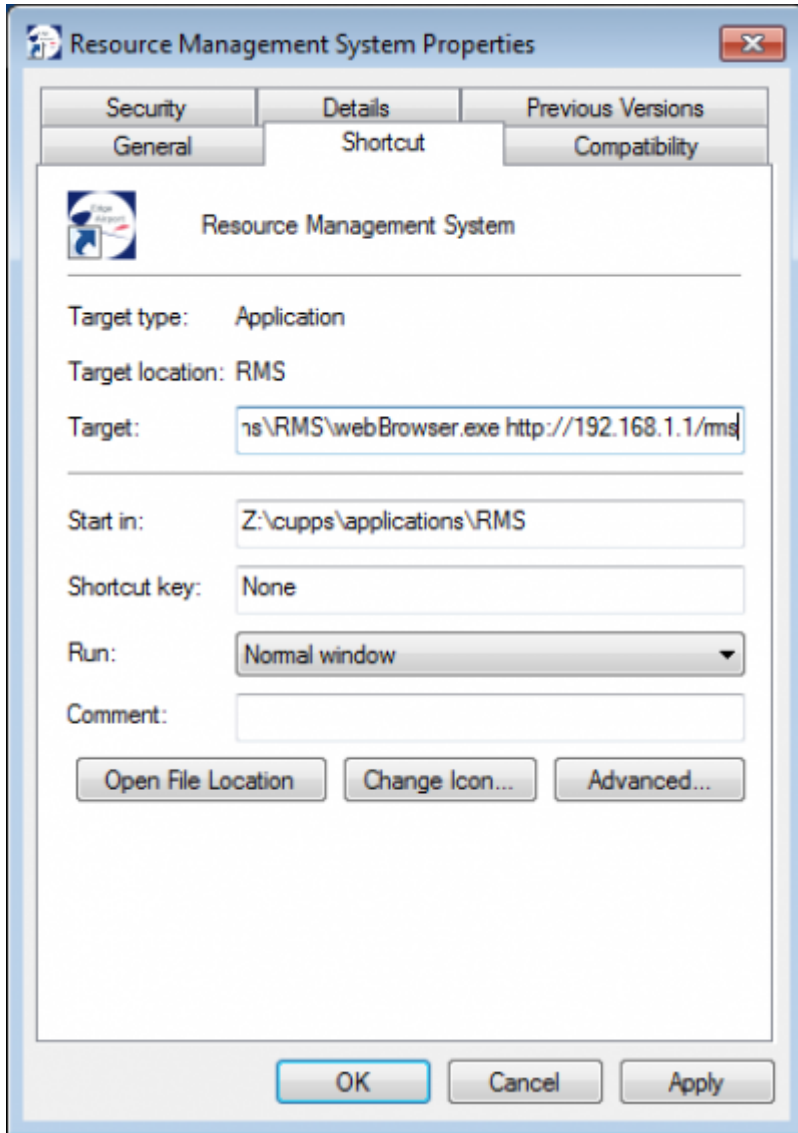 Resource Management System Properties
Security Details Previous Versions
General Shortcut Compatibility
Edge
Airport
Resource Management System
Target type: Application
Target location: RMS
Target: ns\RMS\webBrowser.exe http://192.168.1.1/rms
Start in: Z:\cupps\applications\RMS
Shortcut key: None
Run: Normal window
Comment:
Open File Location Change Icon... Advanced...
OK Cancel Apply